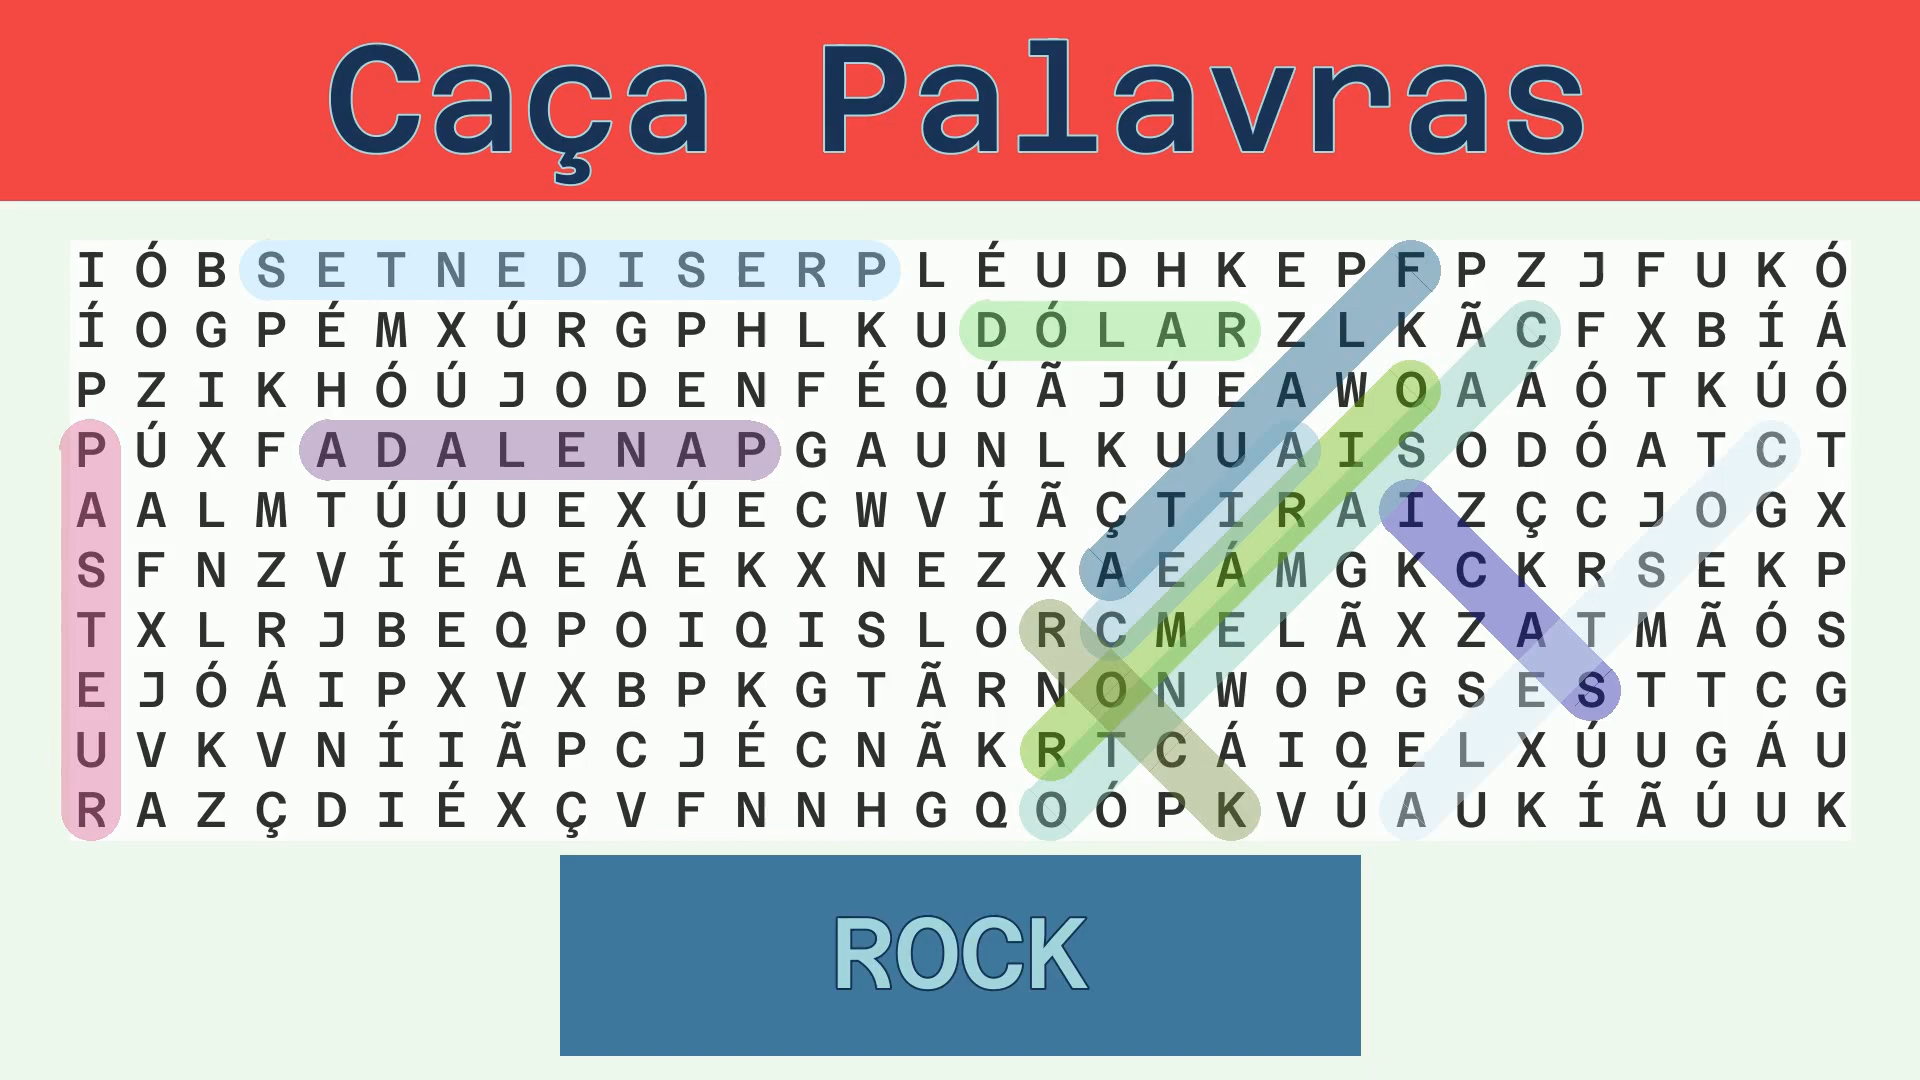 Caça Palavras
I Ó B S E T N E D I S E R P L É U D H K E P F P Z J F U K Ó
Í O G P É M X Ú R G P H L K U D Ó L A R Z L K Ã C F X B Í Á
P Z I K H Ó Ú J O D E N F É Q Ú Ã J Ú E A W O A Á Ó T K Ú Ó
P Ú X F A D A L E N A P G A U N L K U U A I S O D Ó A T C T
A A L M T Ú Ú U E X Ú E C W V Í Ã Ç T I R A I Z Ç C J O G X
S F N Z V Í É A E Á E K X N E Z X A E Á M G K C K R S E K P
T X L R J B E Q P O I Q I S L O R C M E L Ã X Z A T M Ã Ó S
E J Ó Á I P X V X B P K G T Ã R N O N W O P G S E S T T C G
U V K V N Í I Ã P C J É C N Ã K R T C Á I Q E L X Ú U G Á U
R A Z Ç D I É X Ç V F N N H G Q O Ó P K V Ú A U K Í Ã Ú U K
ROCK